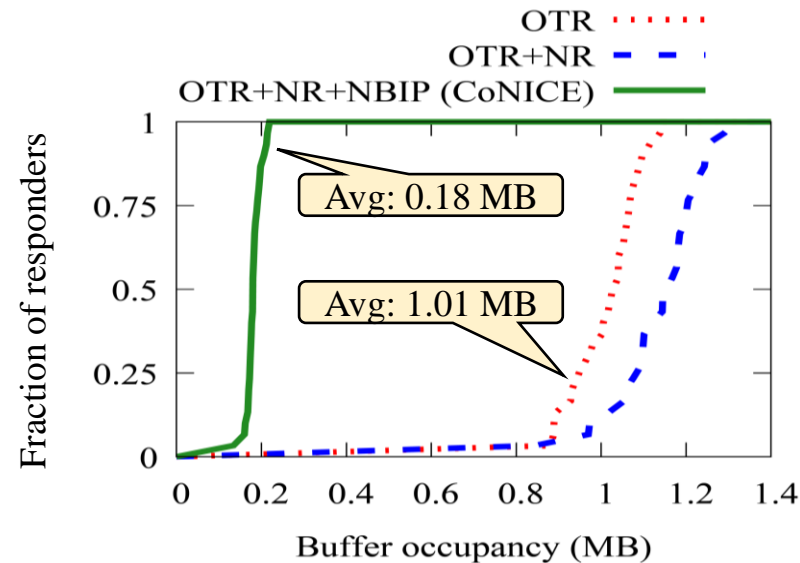 OTR
OTR+NR
OTR+NR+NBIP (CoNICE)
1
0.75
0.5
0.25
0
Fraction of responders
Avg: 0.18 MB
Avg: 1.01 MB
0 0.2 0.4 0.6 0.8 1 1.2 1.4
Buffer occupancy (MB)